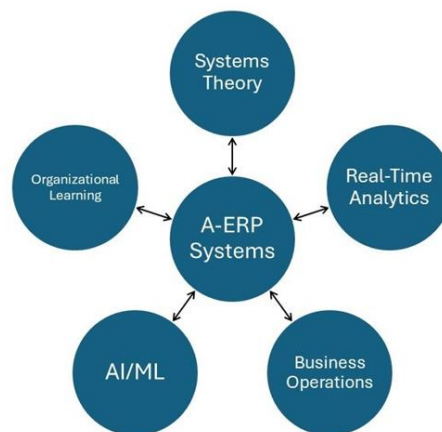 Systems
Theory
Organizational
Learning
Real-Time
Analytics
A-ERP
Systems
AI/ML
Business
Operations